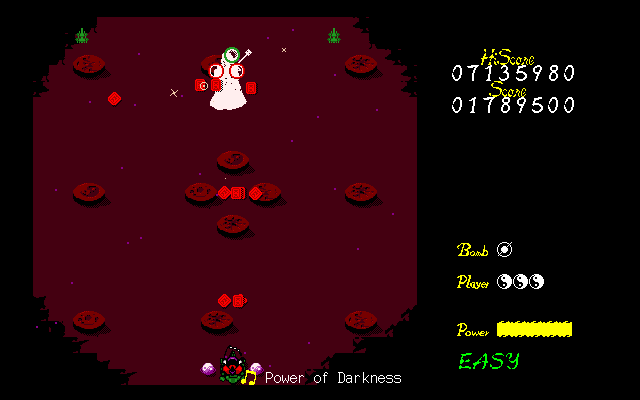 HiScore
07135980
Score
01789500
Bomb
Player
Power
EASY
Power of Darkness